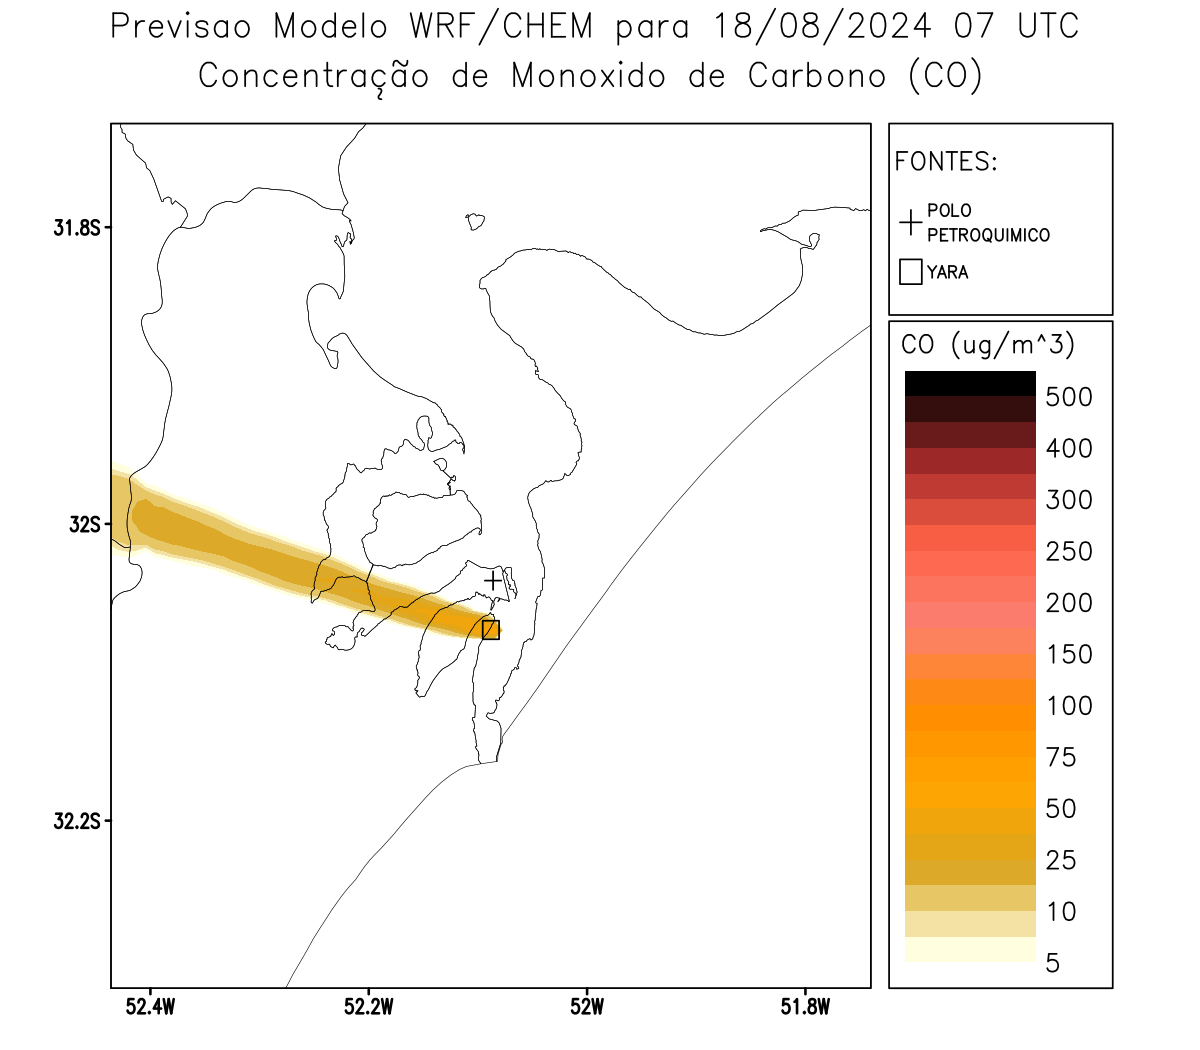 Previsao Modelo WRF/CHEM para 18/08/2024 07 UTC
Concentração de Monoxido de Carbono (CO)
FONTES:
POLO
PETROQUIMICO
YARA
CO (ug/m^3)
500
400
300
250
200
150
100
75
50
25
10
5
31.8S
32S
32.2S
52.4W
52.2W
52W
51.8W